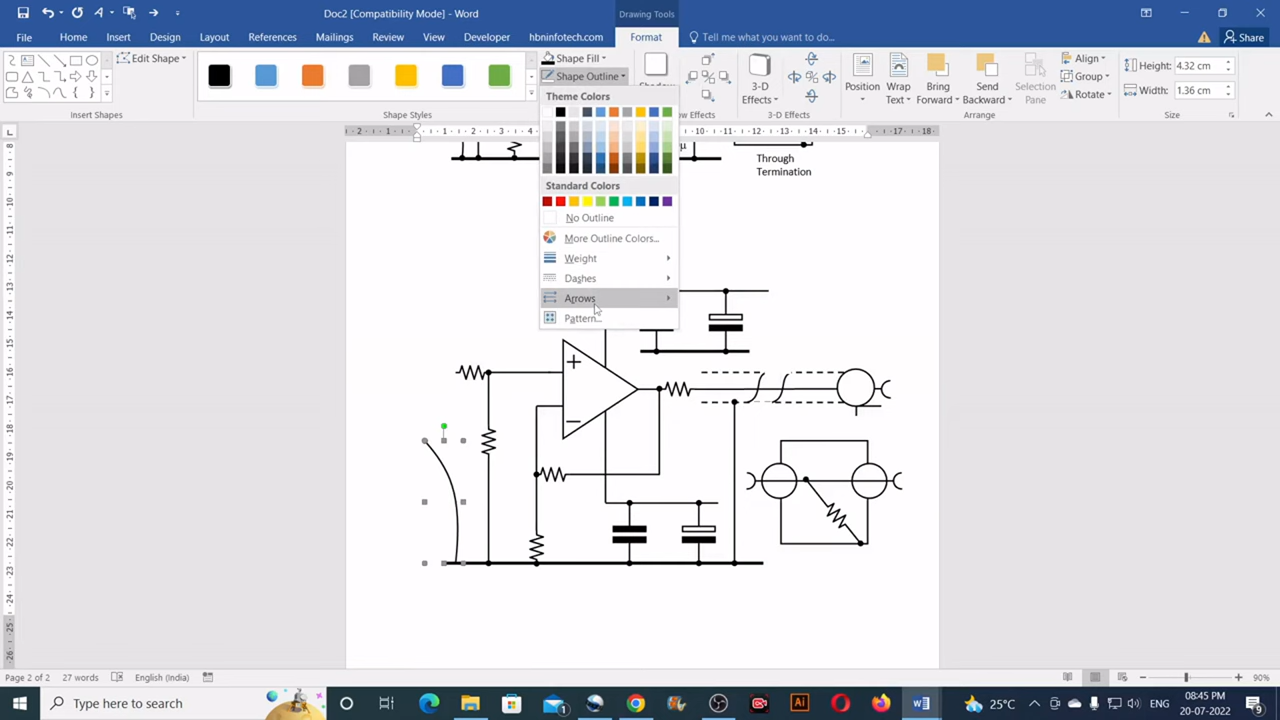 Doc2 [Compatibility Mode] - Word
Drawing Tools
File Home Insert Design Layout References Mailings Review View Developer hbninfotech.com Format Tell me what you want to do... Share
Edit Shape
Shape Fill
Shape Outline
3-D
Effects
Position
Wrap
Text
Bring
Forward
Send
Backward
Selection
Pane
Align
Group
Rotate
Height: 4.32 cm
Width: 1.36 cm
Insert Shapes
Shape Styles
3-D Effects
Arrange
Size
Theme Colors
Standard Colors
No Outline
More Outline Colors...
Weight
Dashes
Arrows
Pattern...
Through
Termination
+
−
Page 2 of 2 27 words English (India) 90%
Type here to search
25°C
ENG
08:45 PM
20-07-2022